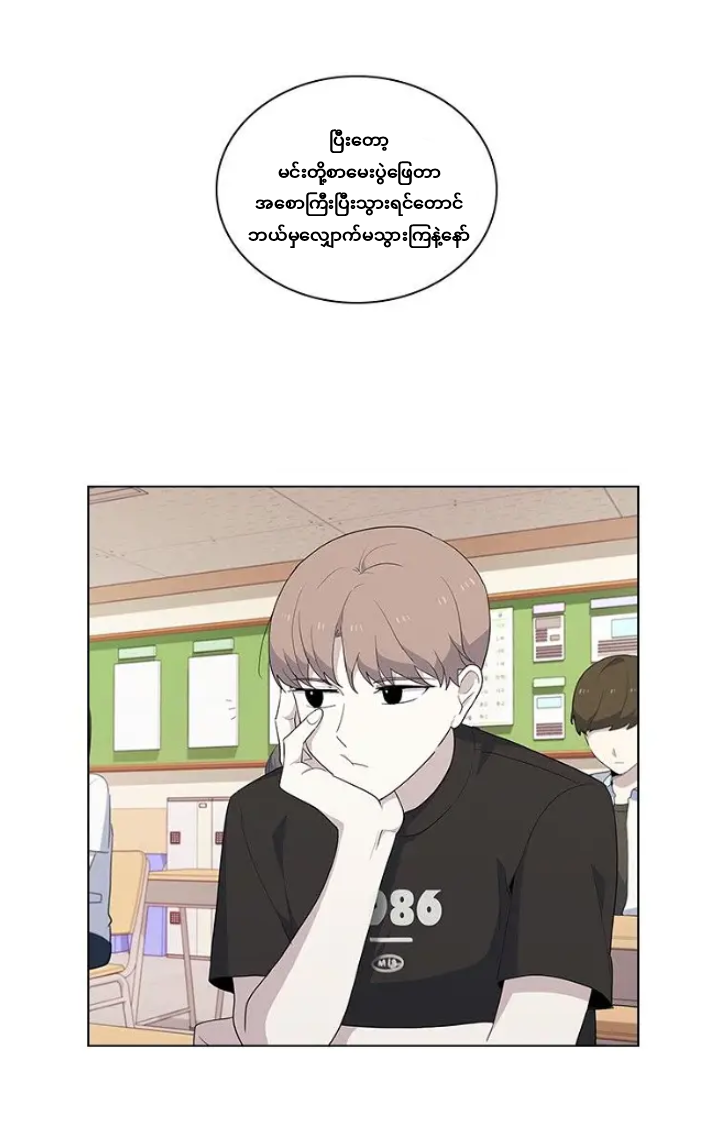 ပြီးတော့
မင်းတို့စာမေးပွဲဖြေတာ
အစောကြီးပြီးသွားရင်တောင်
ဘယ်မှလျှောက်မသွားကြနဲ့နော်
986